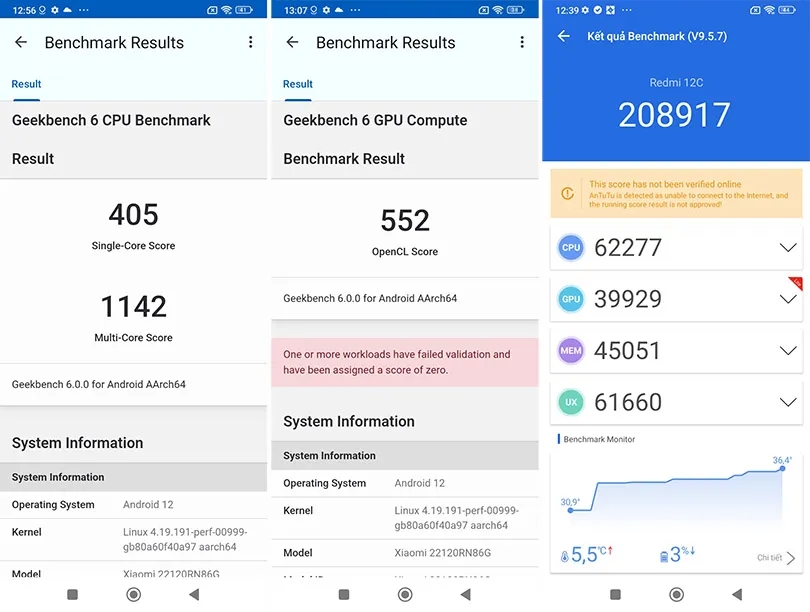 12:56
41
Benchmark Results
Result
Geekbench 6 CPU Benchmark
Result
405
Single-Core Score
1142
Multi-Core Score
Geekbench 6.0.0 for Android AArch64
System Information
System Information
Operating System Android 12
Kernel Linux 4.19.191-perf-00999-
gb80a60f40a97 aarch64
Model Xiaomi 22120RN86G
13:07
38
Benchmark Results
Result
Geekbench 6 GPU Compute
Benchmark Result
552
OpenCL Score
Geekbench 6.0.0 for Android AArch64
One or more workloads have failed validation and
have been assigned a score of zero.
System Information
System Information
Operating System Android 12
Kernel Linux 4.19.191-perf-00999-
gb80a60f40a97 aarch64
Model Xiaomi 22120RN86G
12:39
44
Kết quả Benchmark (V9.5.7)
Redmi 12C
208917
This score has not been verified online
AnTuTu is detected as unable to connect to the Internet, and
the running score result is not approved!
CPU 62277
GPU 39929
MEM 45051
UX 61660
Benchmark Monitor
30,9°
36,4°
5,5°C↑
3%↓
Chi tiết